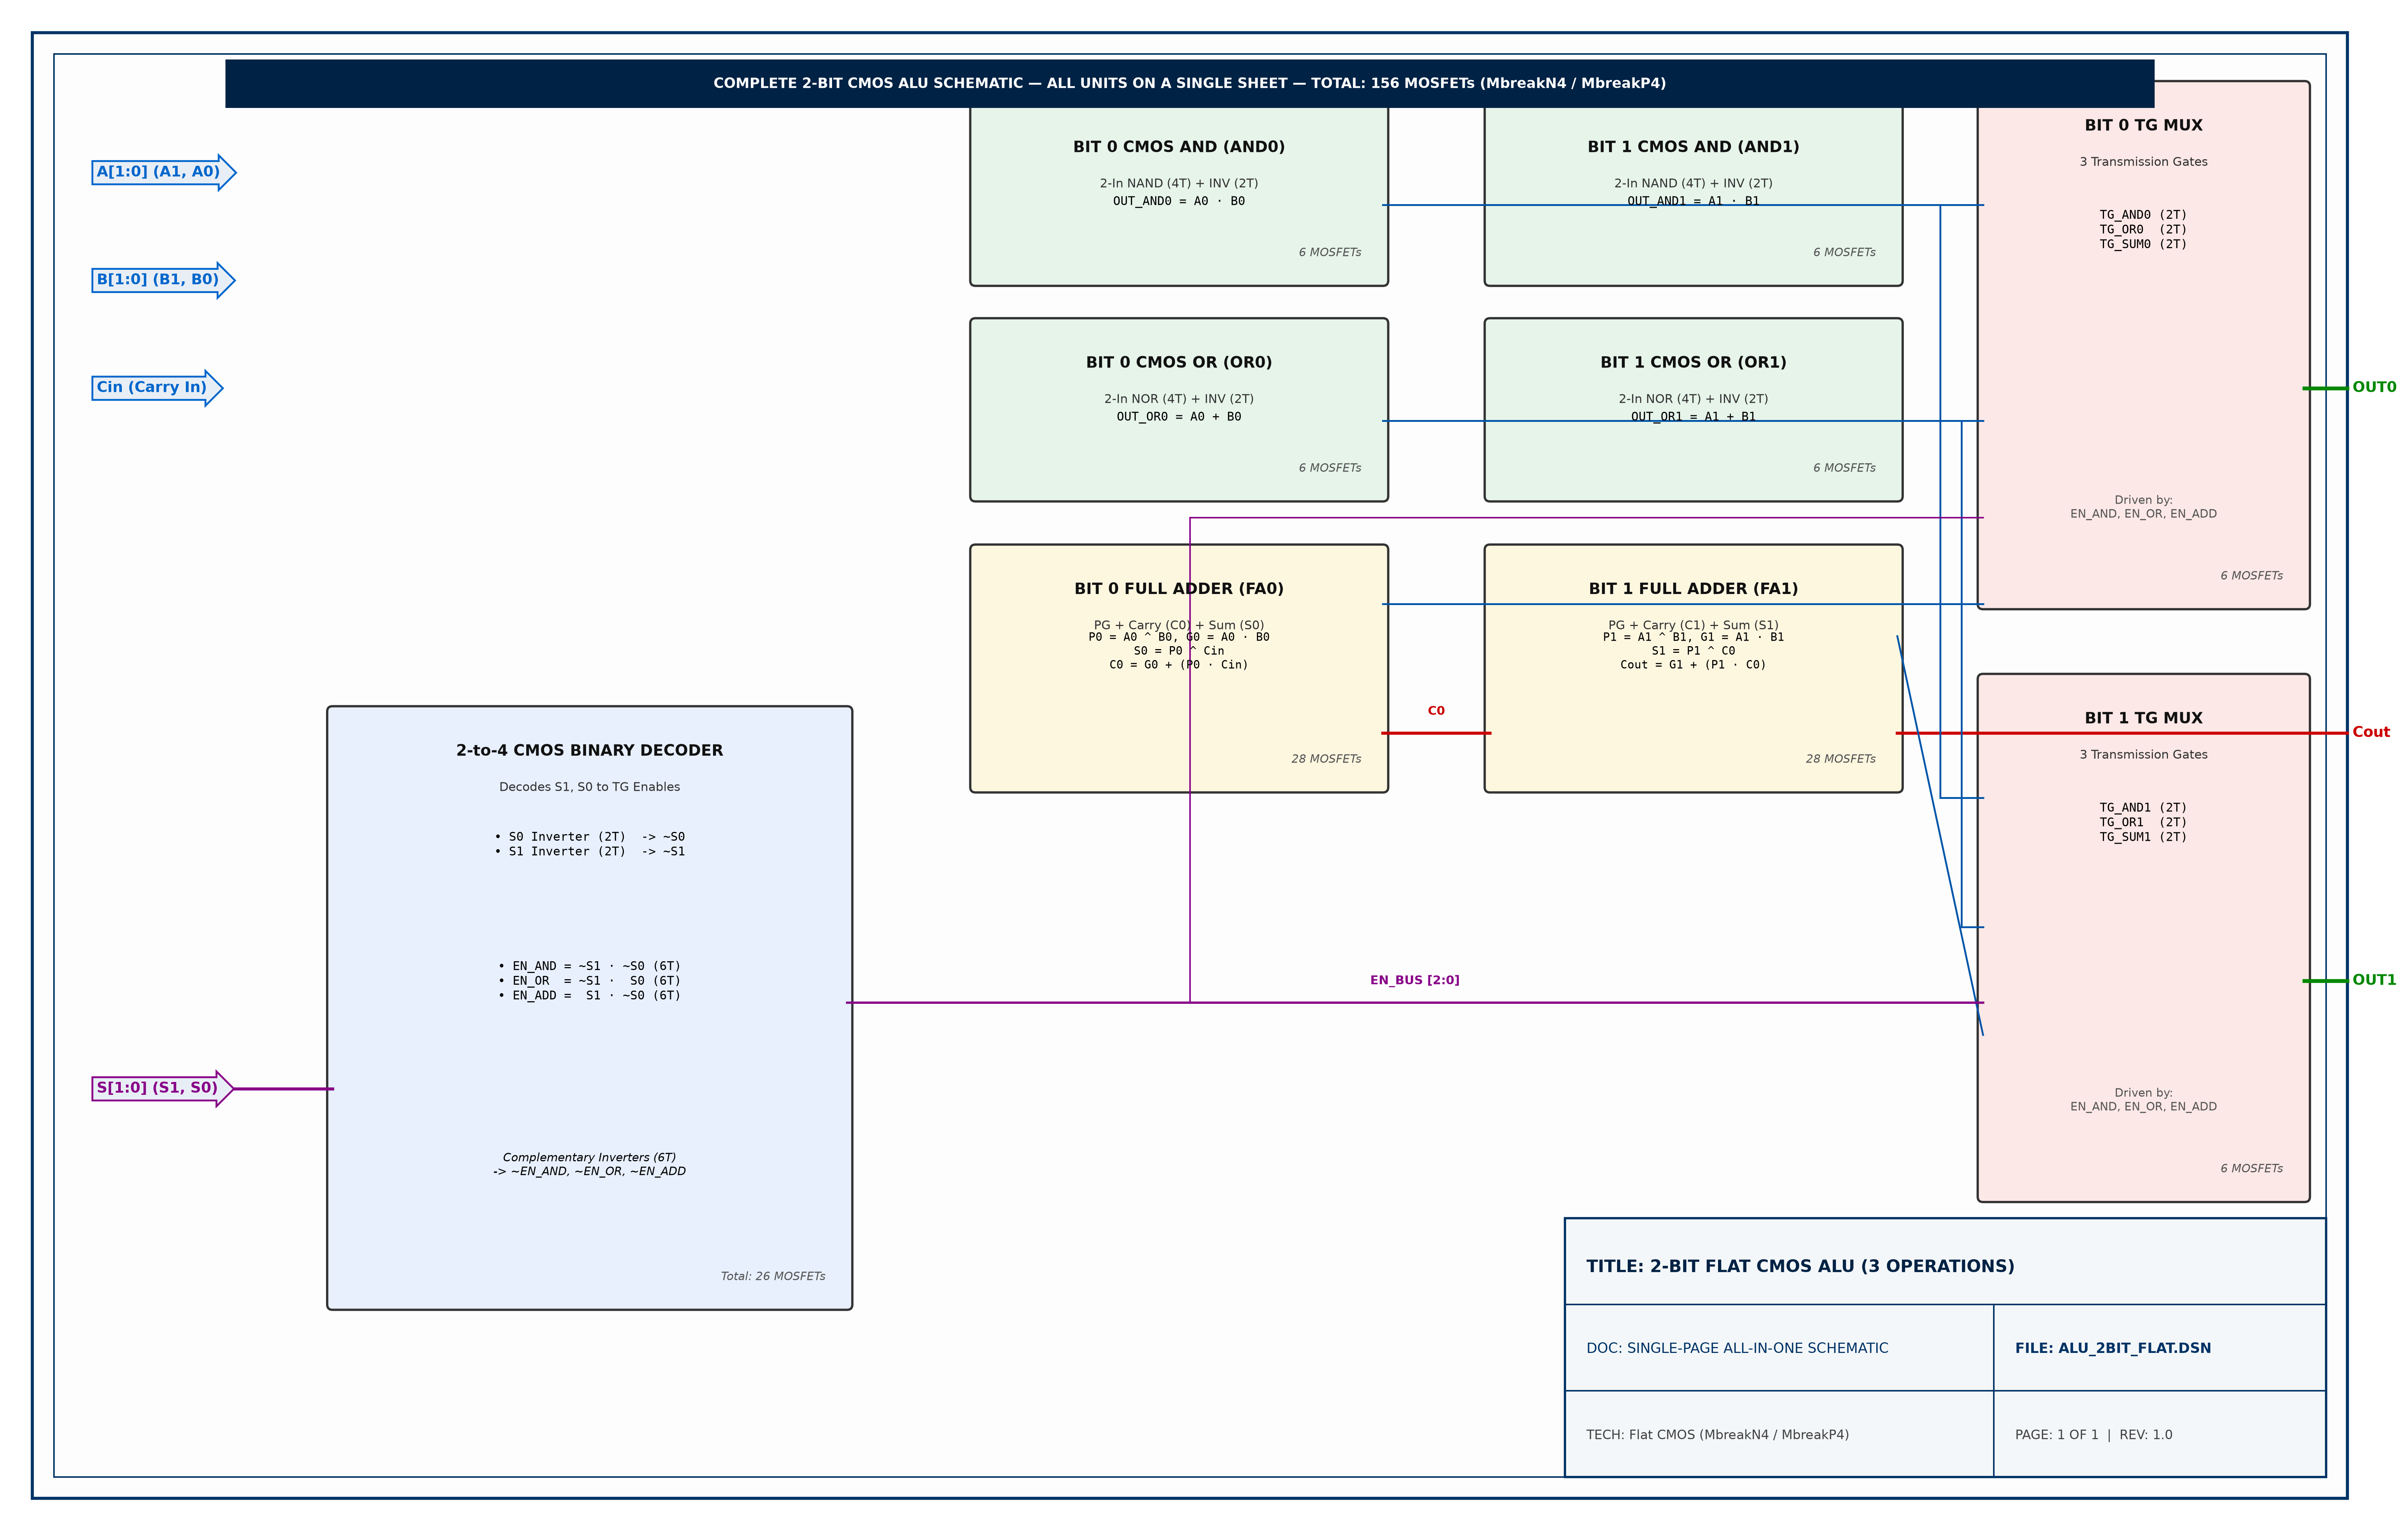 COMPLETE 2-BIT CMOS ALU SCHEMATIC — ALL UNITS ON A SINGLE SHEET — TOTAL: 156 MOSFETs (MbreakN4 / MbreakP4)
A[1:0] (A1, A0)
B[1:0] (B1, B0)
Cin (Carry In)
S[1:0] (S1, S0)
2-to-4 CMOS BINARY DECODER
Decodes S1, S0 to TG Enables
• S0 Inverter (2T)  -> ~S0
• S1 Inverter (2T)  -> ~S1
• EN_AND = ~S1 · ~S0 (6T)
• EN_OR  = ~S1 ·  S0 (6T)
• EN_ADD =  S1 · ~S0 (6T)
Complementary Inverters (6T)
-> ~EN_AND, ~EN_OR, ~EN_ADD
Total: 26 MOSFETs
BIT 0 CMOS AND (AND0)
2-In NAND (4T) + INV (2T)
OUT_AND0 = A0 · B0
6 MOSFETs
BIT 1 CMOS AND (AND1)
2-In NAND (4T) + INV (2T)
OUT_AND1 = A1 · B1
6 MOSFETs
BIT 0 CMOS OR (OR0)
2-In NOR (4T) + INV (2T)
OUT_OR0 = A0 + B0
6 MOSFETs
BIT 1 CMOS OR (OR1)
2-In NOR (4T) + INV (2T)
OUT_OR1 = A1 + B1
6 MOSFETs
BIT 0 FULL ADDER (FA0)
PG + Carry (C0) + Sum (S0)
P0 = A0 ^ B0, G0 = A0 · B0
S0 = P0 ^ Cin
C0 = G0 + (P0 · Cin)
28 MOSFETs
C0
BIT 1 FULL ADDER (FA1)
PG + Carry (C1) + Sum (S1)
P1 = A1 ^ B1, G1 = A1 · B1
S1 = P1 ^ C0
Cout = G1 + (P1 · C0)
28 MOSFETs
EN_BUS [2:0]
BIT 0 TG MUX
3 Transmission Gates
TG_AND0 (2T)
TG_OR0  (2T)
TG_SUM0 (2T)
Driven by:
EN_AND, EN_OR, EN_ADD
6 MOSFETs
OUT0
BIT 1 TG MUX
Cout
3 Transmission Gates
TG_AND1 (2T)
TG_OR1  (2T)
TG_SUM1 (2T)
OUT1
Driven by:
EN_AND, EN_OR, EN_ADD
6 MOSFETs
TITLE: 2-BIT FLAT CMOS ALU (3 OPERATIONS)
DOC: SINGLE-PAGE ALL-IN-ONE SCHEMATIC
FILE: ALU_2BIT_FLAT.DSN
TECH: Flat CMOS (MbreakN4 / MbreakP4)
PAGE: 1 OF 1  |  REV: 1.0